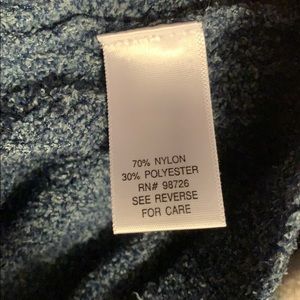 70% NYLON
30% POLYESTER
RN# 98726
SEE REVERSE
FOR CARE